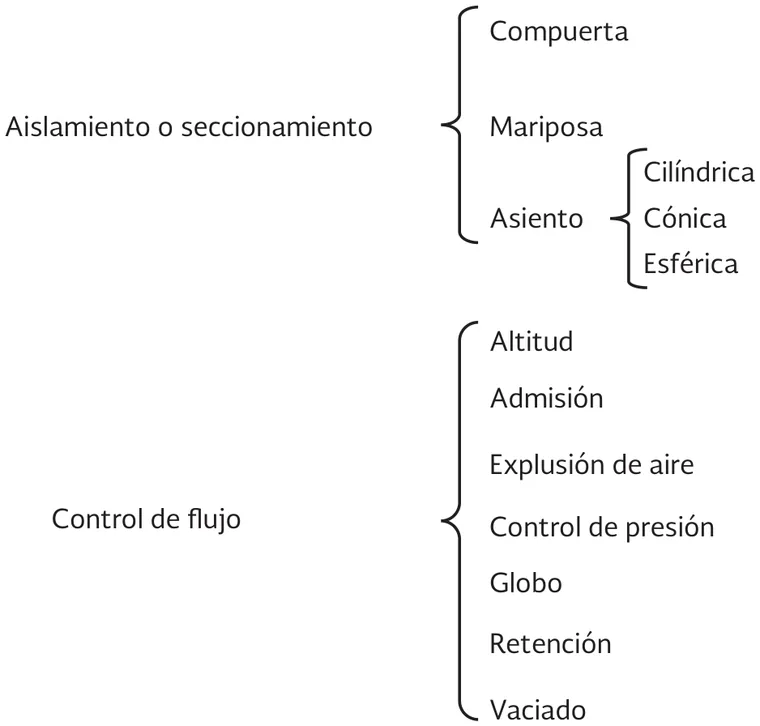 Aislamiento o seccionamiento
Compuerta
Mariposa
Asiento
Cilíndrica
Cónica
Esférica
Control de flujo
Altitud
Admisión
Explusión de aire
Control de presión
Globo
Retención
Vaciado